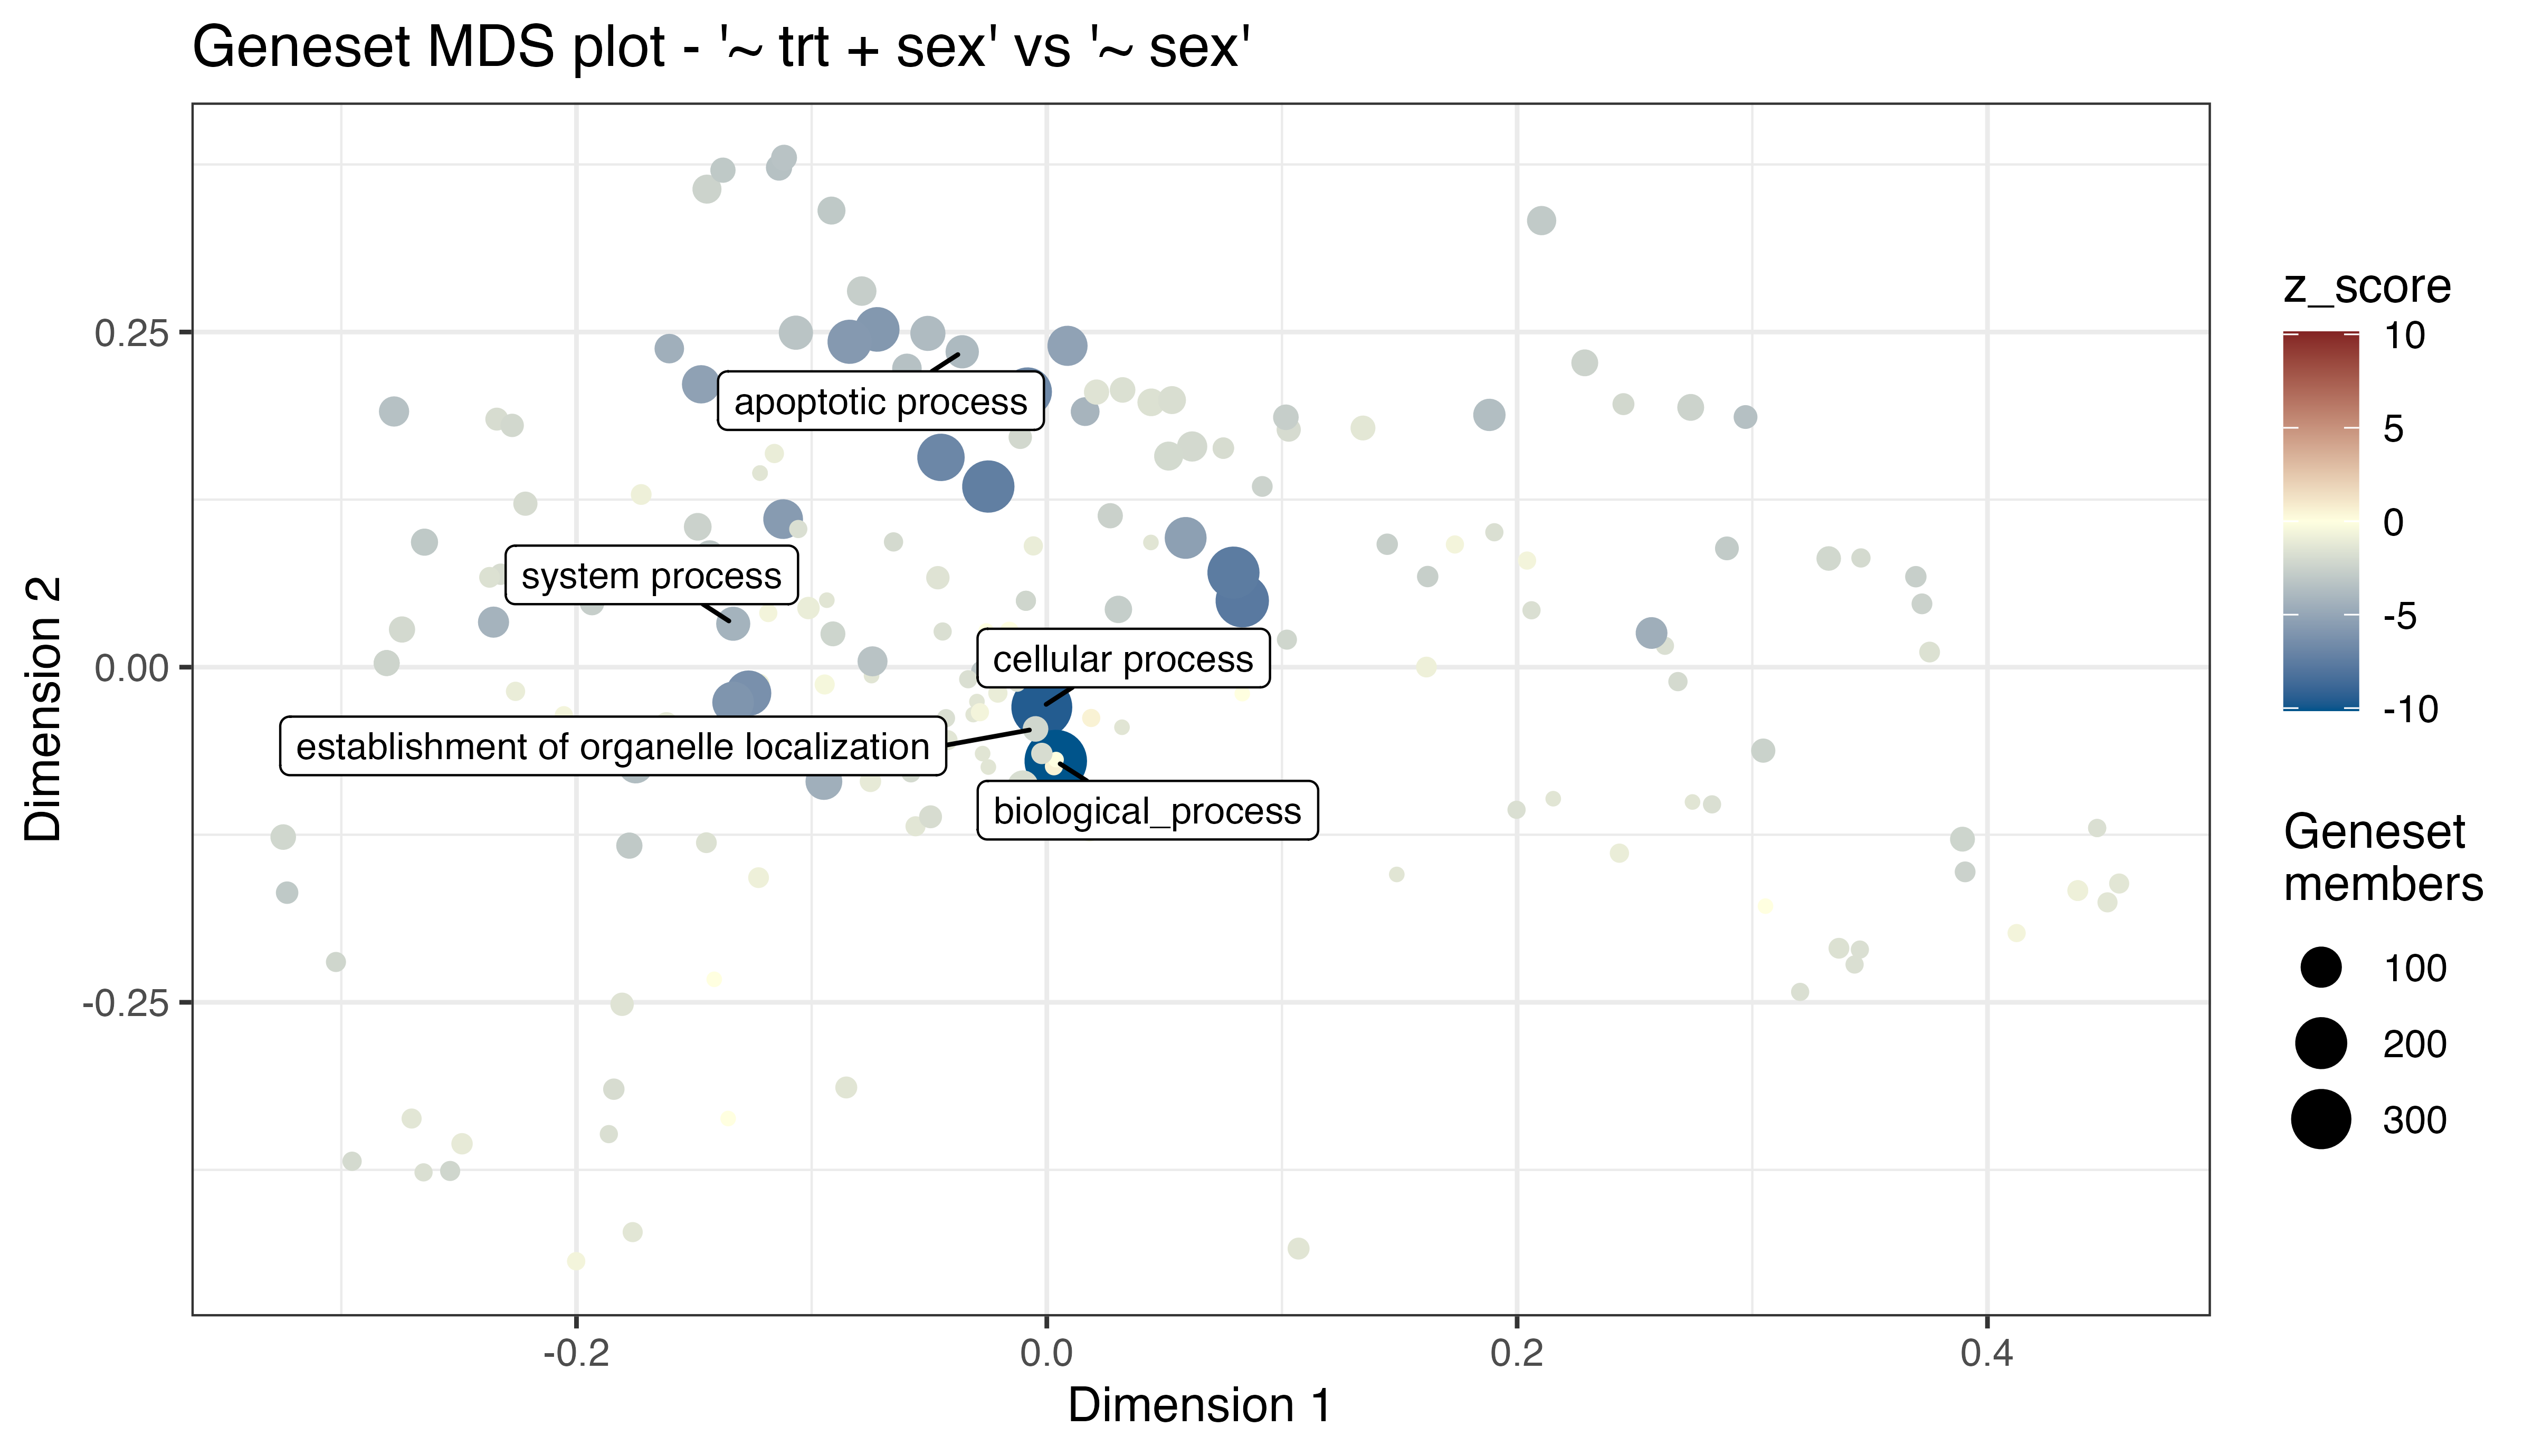 Geneset MDS plot - '~ trt + sex' vs '~ sex'
Dimension 2
0.25
0.00
-0.25
apoptotic process
system process
cellular process
establishment of organelle localization
biological_process
-0.2
0.0
0.2
0.4
Dimension 1
z_score
10
5
0
-5
-10
Geneset
members
100
200
300